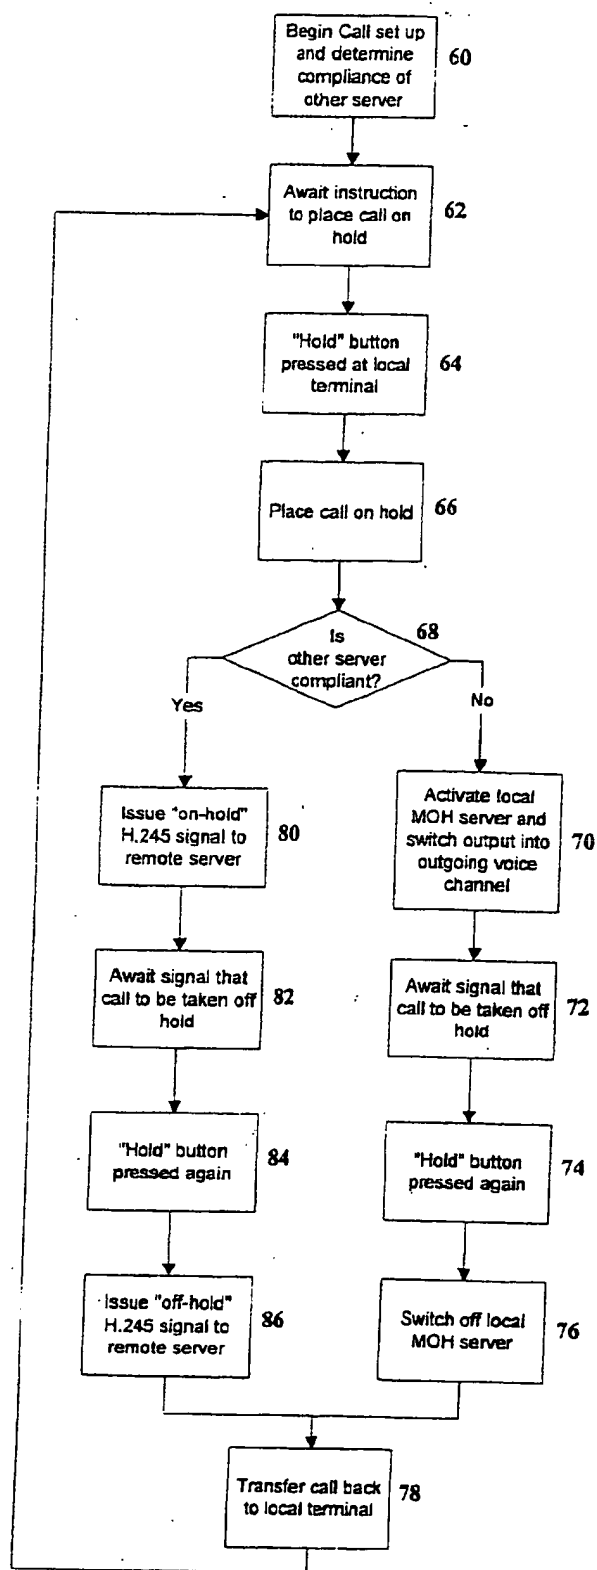 Begin Call set up
and determine
compliance of
other server
60
Await instruction
to place call on
hold
62
"Hold" button
pressed at local
terminal
64
Place call on hold
66
Is
other server
compliant?
68
Yes
No
Issue "on-hold"
H.245 signal to
remote server
80
Activate local
MOH server and
switch output into
outgoing voice
channel
70
Await signal that
call to be taken off
hold
82
Await signal that
call to be taken off
hold
72
"Hold" button
pressed again
84
"Hold" button
pressed again
74
Issue "off-hold"
H.245 signal to
remote server
86
Switch off local
MOH server
76
Transfer call back
to local terminal
78